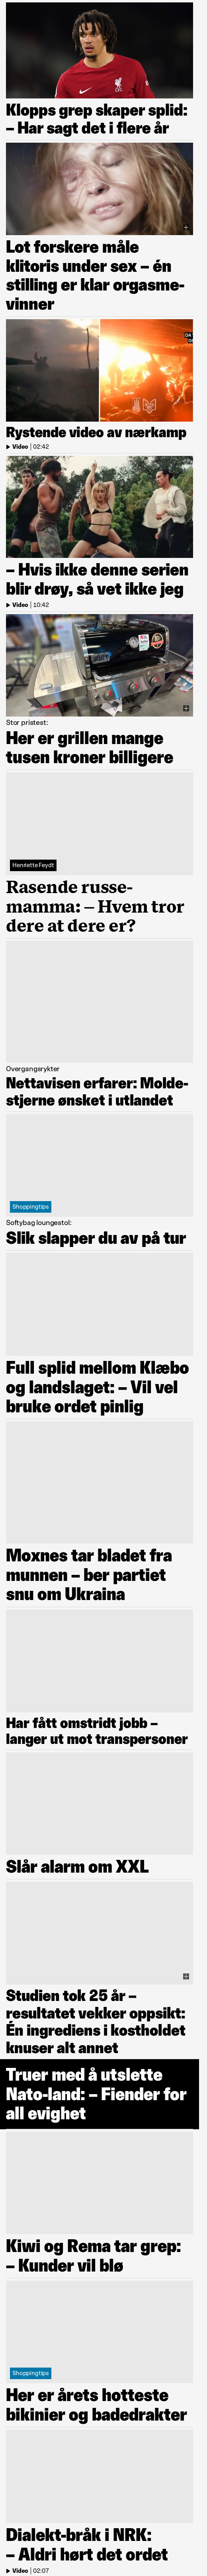 Klopps grep skaper splid:
– Har sagt det i flere år
Lot forskere måle
klitoris under sex – én
stilling er klar orgasme-
vinner
Rystende video av nærkamp
Video | 02:42
– Hvis ikke denne serien
blir drøy, så vet ikke jeg
Video | 10:42
Stor pristest:
Her er grillen mange
tusen kroner billigere
Henriette Feydt
Rasende russe-
mamma: – Hvem tror
dere at dere er?
Overgangsrykter
Nettavisen erfarer: Molde-
stjerne ønsket i utlandet
Shoppingtips
Softybag loungestol:
Slik slapper du av på tur
Full splid mellom Klæbo
og landslaget: – Vil vel
bruke ordet pinlig
Moxnes tar bladet fra
munnen – ber partiet
snu om Ukraina
Har fått omstridt jobb –
langer ut mot transpersoner
Slår alarm om XXL
Studien tok 25 år –
resultatet vekker oppsikt:
Én ingrediens i kostholdet
knuser alt annet
Truer med å utslette
Nato-land: – Fiender for
all evighet
Kiwi og Rema tar grep:
– Kunder vil blø
Shoppingtips
Her er årets hotteste
bikinier og badedrakter
Dialekt-bråk i NRK:
– Aldri hørt det ordet
Video | 02:07